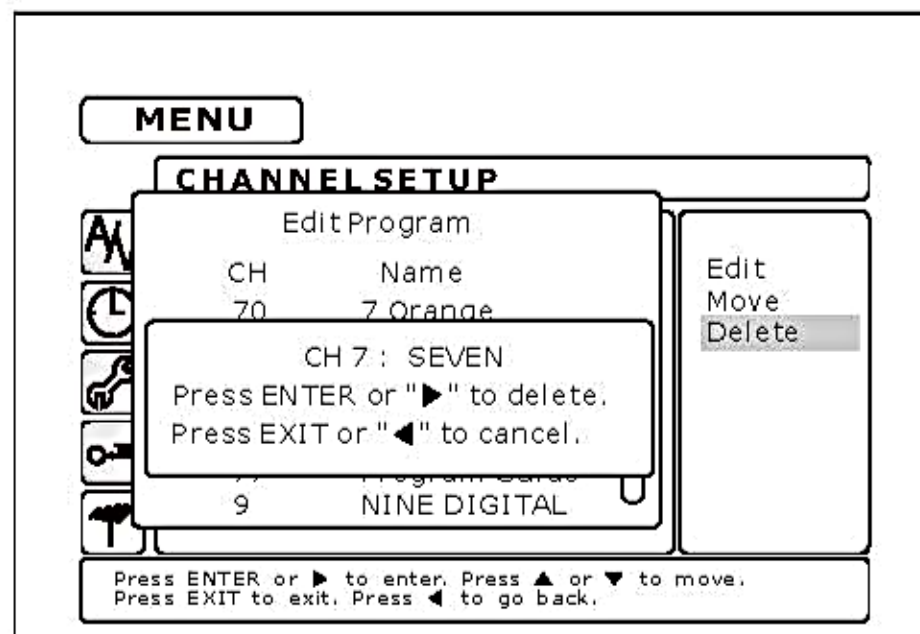 MENU
CHANNEL SETUP
Edit Program
CH Name
70 7 Orange
CH 7 : SEVEN
Press ENTER or "▶" to delete.
Press EXIT or "◀" to cancel.
9 NINE DIGITAL
Edit
Move
Delete
Press ENTER or ▶ to enter. Press ▲ or ▼ to move.
Press EXIT to exit. Press ◀ to go back.